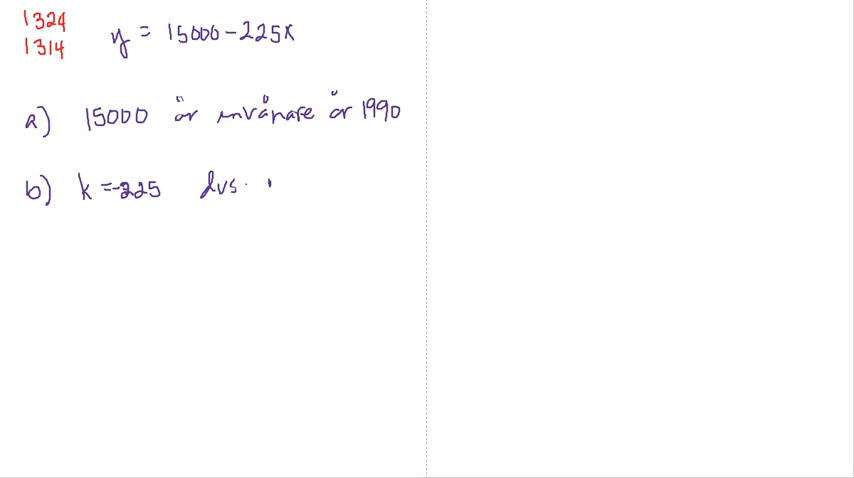 1324
1314
y = 15000 - 225x
a) 15000 är invånare år 1990
b) k = -225 dvs.